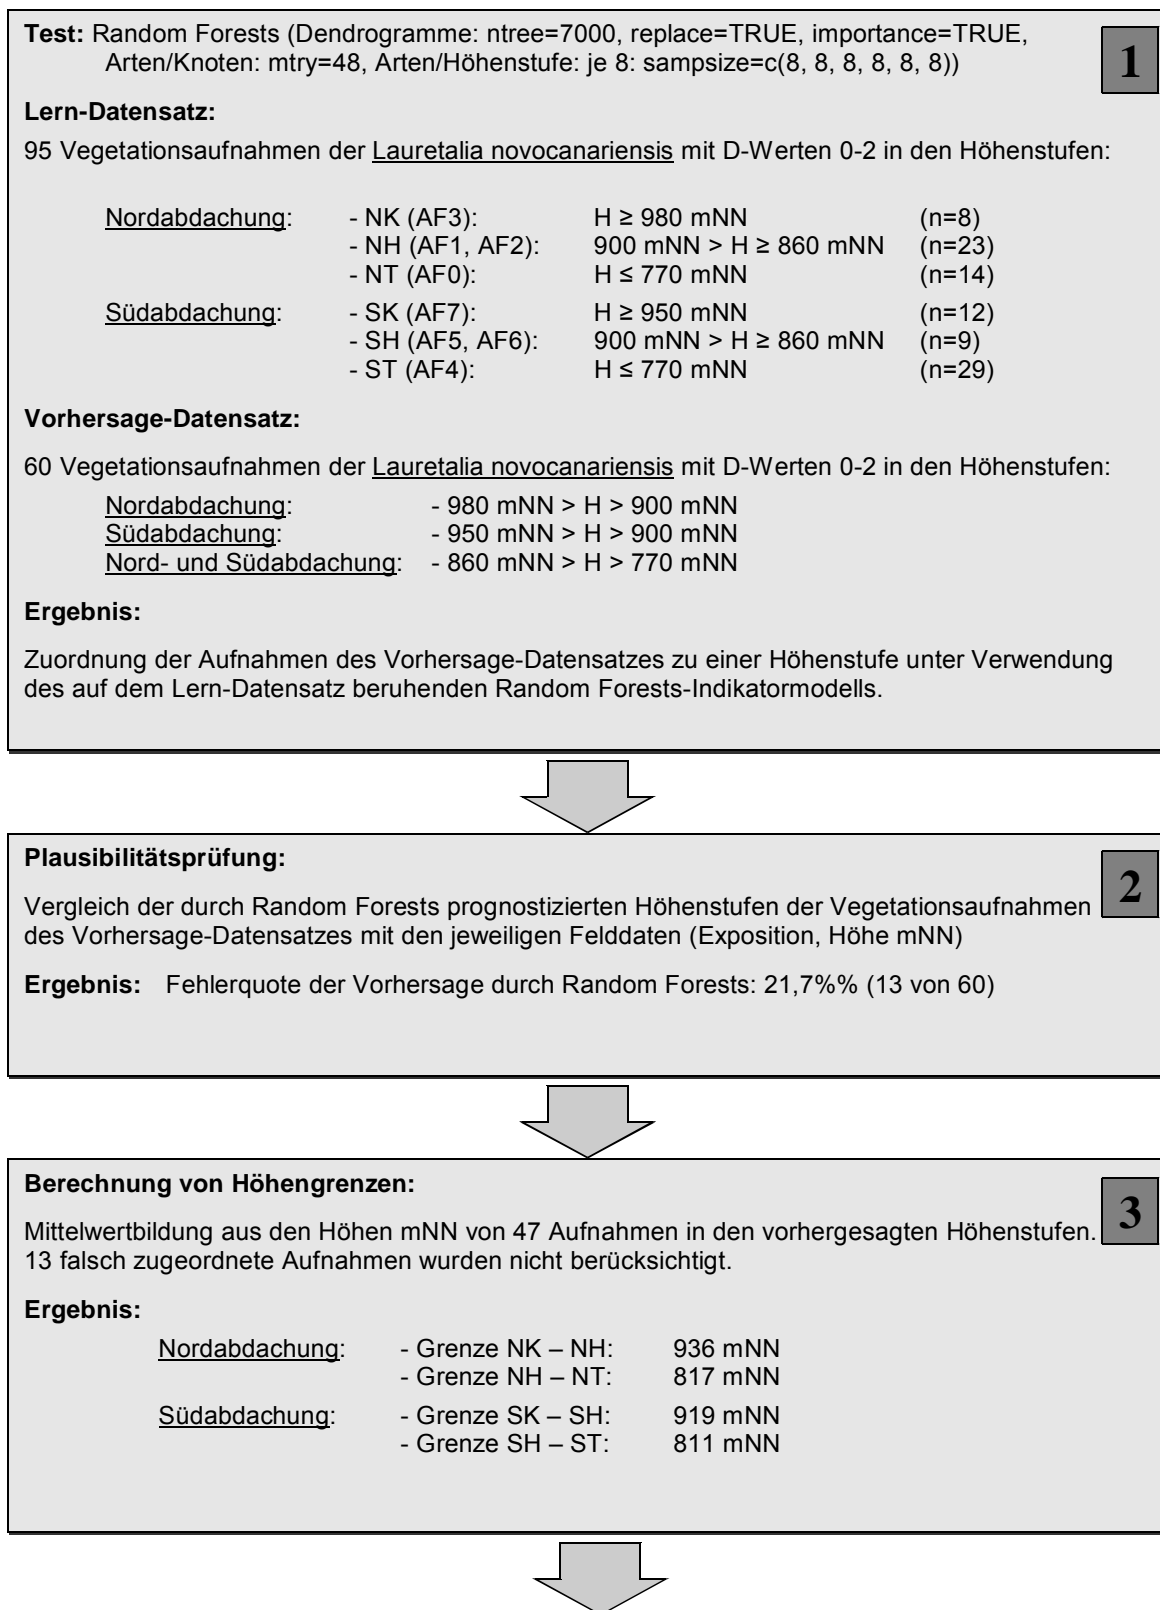 Test: Random Forests (Dendrogramme: ntree=7000, replace=TRUE, importance=TRUE,
Arten/Knoten: mtry=48, Arten/Höhenstufe: je 8: sampsize=c(8, 8, 8, 8, 8, 8))
1
Lern-Datensatz:
95 Vegetationsaufnahmen der Lauretalia novocanariensis mit D-Werten 0-2 in den Höhenstufen:
Nordabdachung: - NK (AF3): H ≥ 980 mNN (n=8)
- NH (AF1, AF2): 900 mNN > H ≥ 860 mNN (n=23)
- NT (AF0): H ≤ 770 mNN (n=14)
Südabdachung: - SK (AF7): H ≥ 950 mNN (n=12)
- SH (AF5, AF6): 900 mNN > H ≥ 860 mNN (n=9)
- ST (AF4): H ≤ 770 mNN (n=29)
Vorhersage-Datensatz:
60 Vegetationsaufnahmen der Lauretalia novocanariensis mit D-Werten 0-2 in den Höhenstufen:
Nordabdachung: - 980 mNN > H > 900 mNN
Südabdachung: - 950 mNN > H > 900 mNN
Nord- und Südabdachung: - 860 mNN > H > 770 mNN
Ergebnis:
Zuordnung der Aufnahmen des Vorhersage-Datensatzes zu einer Höhenstufe unter Verwendung
des auf dem Lern-Datensatz beruhenden Random Forests-Indikatormodells.
Plausibilitätsprüfung:
2
Vergleich der durch Random Forests prognostizierten Höhenstufen der Vegetationsaufnahmen
des Vorhersage-Datensatzes mit den jeweiligen Felddaten (Exposition, Höhe mNN)
Ergebnis: Fehlerquote der Vorhersage durch Random Forests: 21,7%% (13 von 60)
Berechnung von Höhengrenzen:
3
Mittelwertbildung aus den Höhen mNN von 47 Aufnahmen in den vorhergesagten Höhenstufen.
13 falsch zugeordnete Aufnahmen wurden nicht berücksichtigt.
Ergebnis:
Nordabdachung: - Grenze NK – NH: 936 mNN
- Grenze NH – NT: 817 mNN
Südabdachung: - Grenze SK – SH: 919 mNN
- Grenze SH – ST: 811 mNN